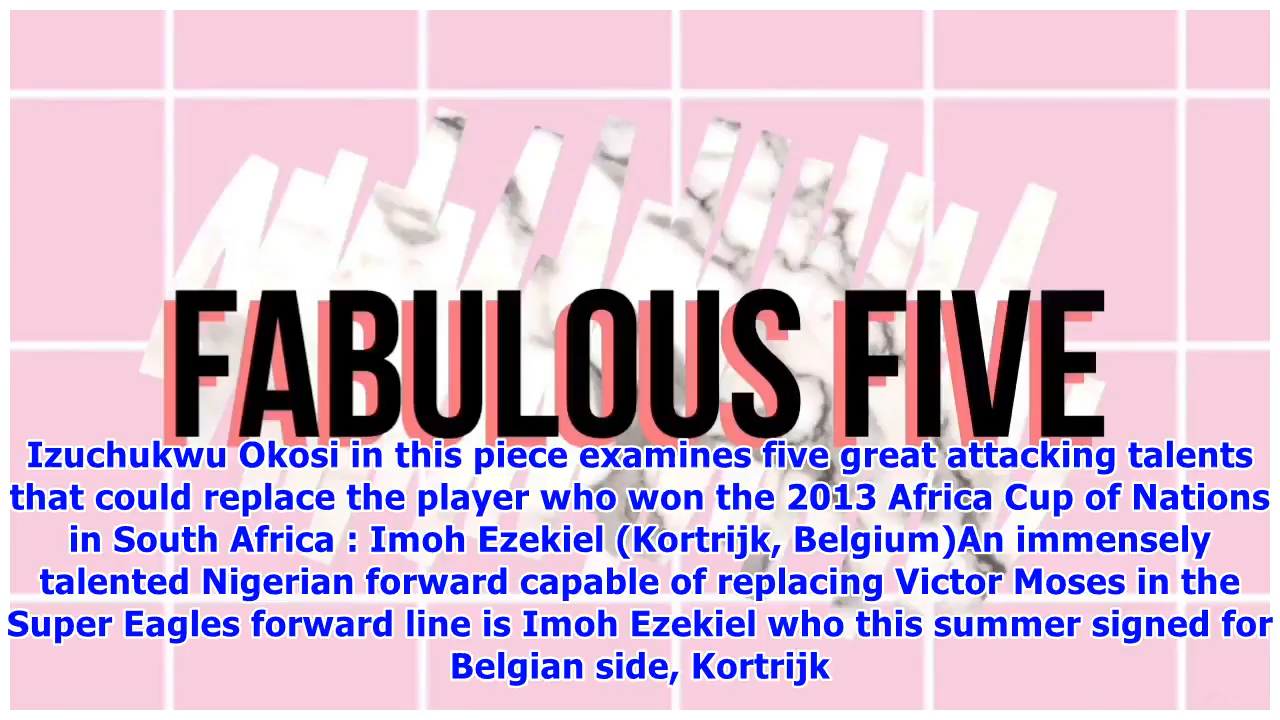 FABULOUS FIVE
Izuchukwu Okosi in this piece examines five great attacking talents
that could replace the player who won the 2013 Africa Cup of Nations
in South Africa : Imoh Ezekiel (Kortrijk, Belgium)An immensely
talented Nigerian forward capable of replacing Victor Moses in the
Super Eagles forward line is Imoh Ezekiel who this summer signed for
Belgian side, Kortrijk